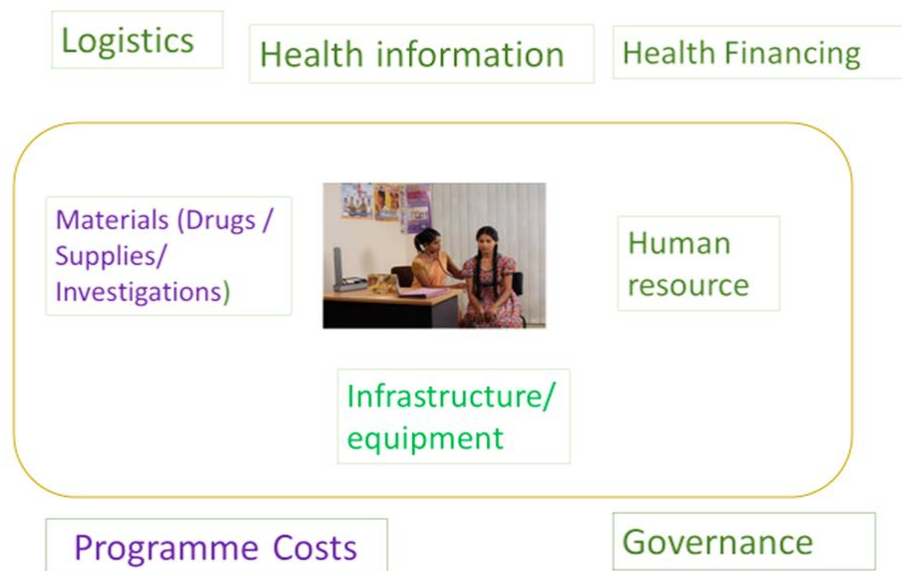 Logistics
Health information
Health Financing
Materials (Drugs /
Supplies/
Investigations)
Human
resource
Infrastructure/
equipment
Programme Costs
Governance